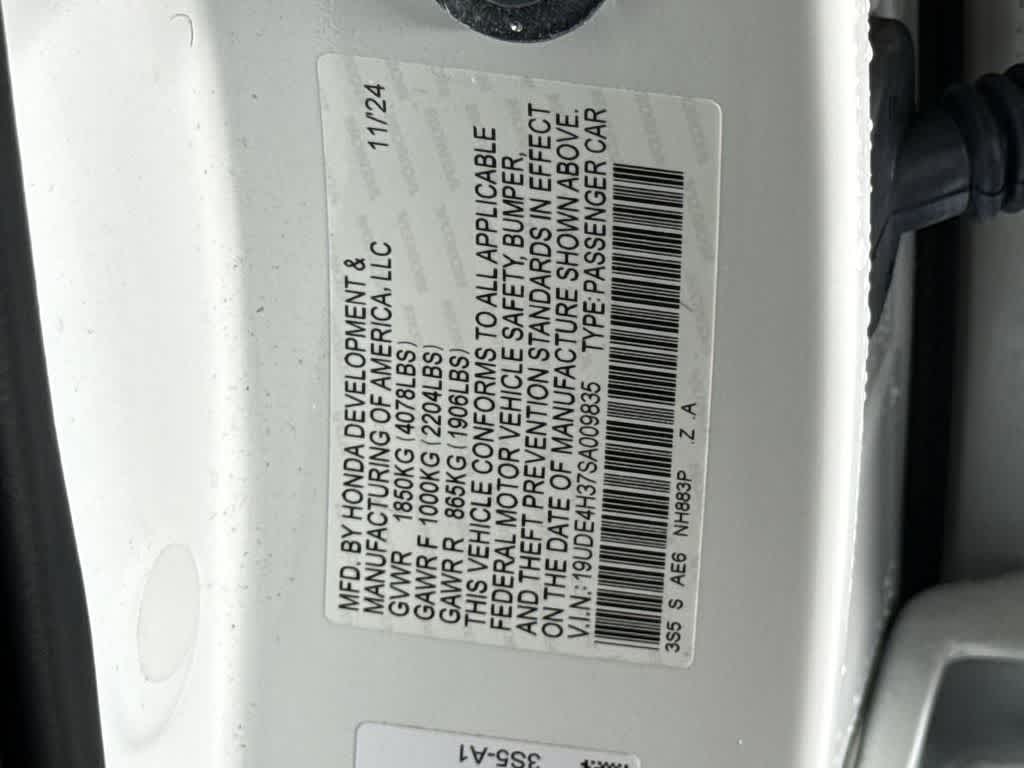 MFD. BY HONDA DEVELOPMENT &
MANUFACTURING OF AMERICA, LLC 11/'24
GVWR 1850KG (4078LBS)
GAWR F 1000KG (2204LBS)
GAWR R 865KG (1906LBS)
THIS VEHICLE CONFORMS TO ALL APPLICABLE
FEDERAL MOTOR VEHICLE SAFETY, BUMPER,
AND THEFT PREVENTION STANDARDS IN EFFECT
ON THE DATE OF MANUFACTURE SHOWN ABOVE.
V.I.N.: 19UDE4H37SA009835 TYPE: PASSENGER CAR
3S5 S AE6 NH883P Z .A
3S5-A1